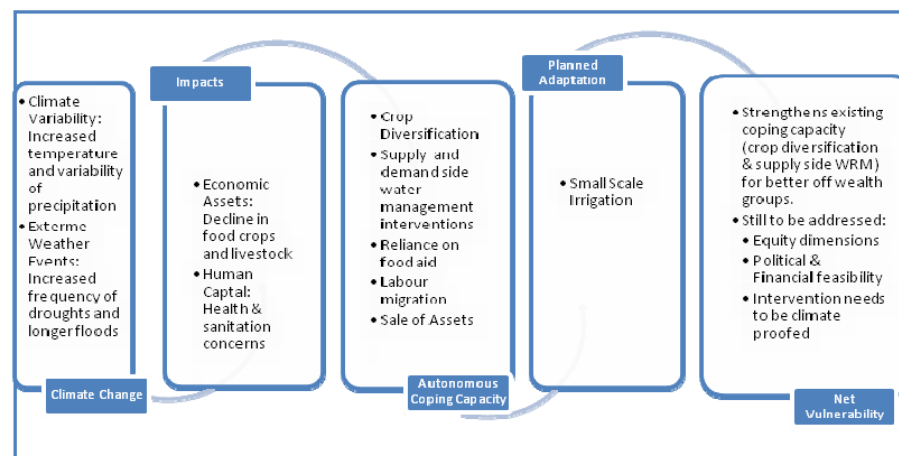 • Climate
Variability:
Increased
temperature
and variability
of
precipitation
• Exterme
Weather
Events:
Increased
frequency of
droughts and
longer floods
Climate Change
Impacts
• Economic
Assets:
Decline in
food crops
and livestock
• Human
Captal:
Health &
sanitation
concerns
• Crop
Diversification
• Supply and
demand side
water
management
interventions
• Reliance on
food aid
• Labour
migration
• Sale of Assets
Autonomous
Coping Capacity
Planned
Adaptation
• Small Scale
Irrigation
• Strengthens existing
coping capacity
(crop diversification
& supply side WRM)
for better off wealth
groups.
• Still to be addressed:
• Equity dimensions
• Political &
Financial feasibility
• Intervention needs
to be climate
proofed
Net
Vulnerability